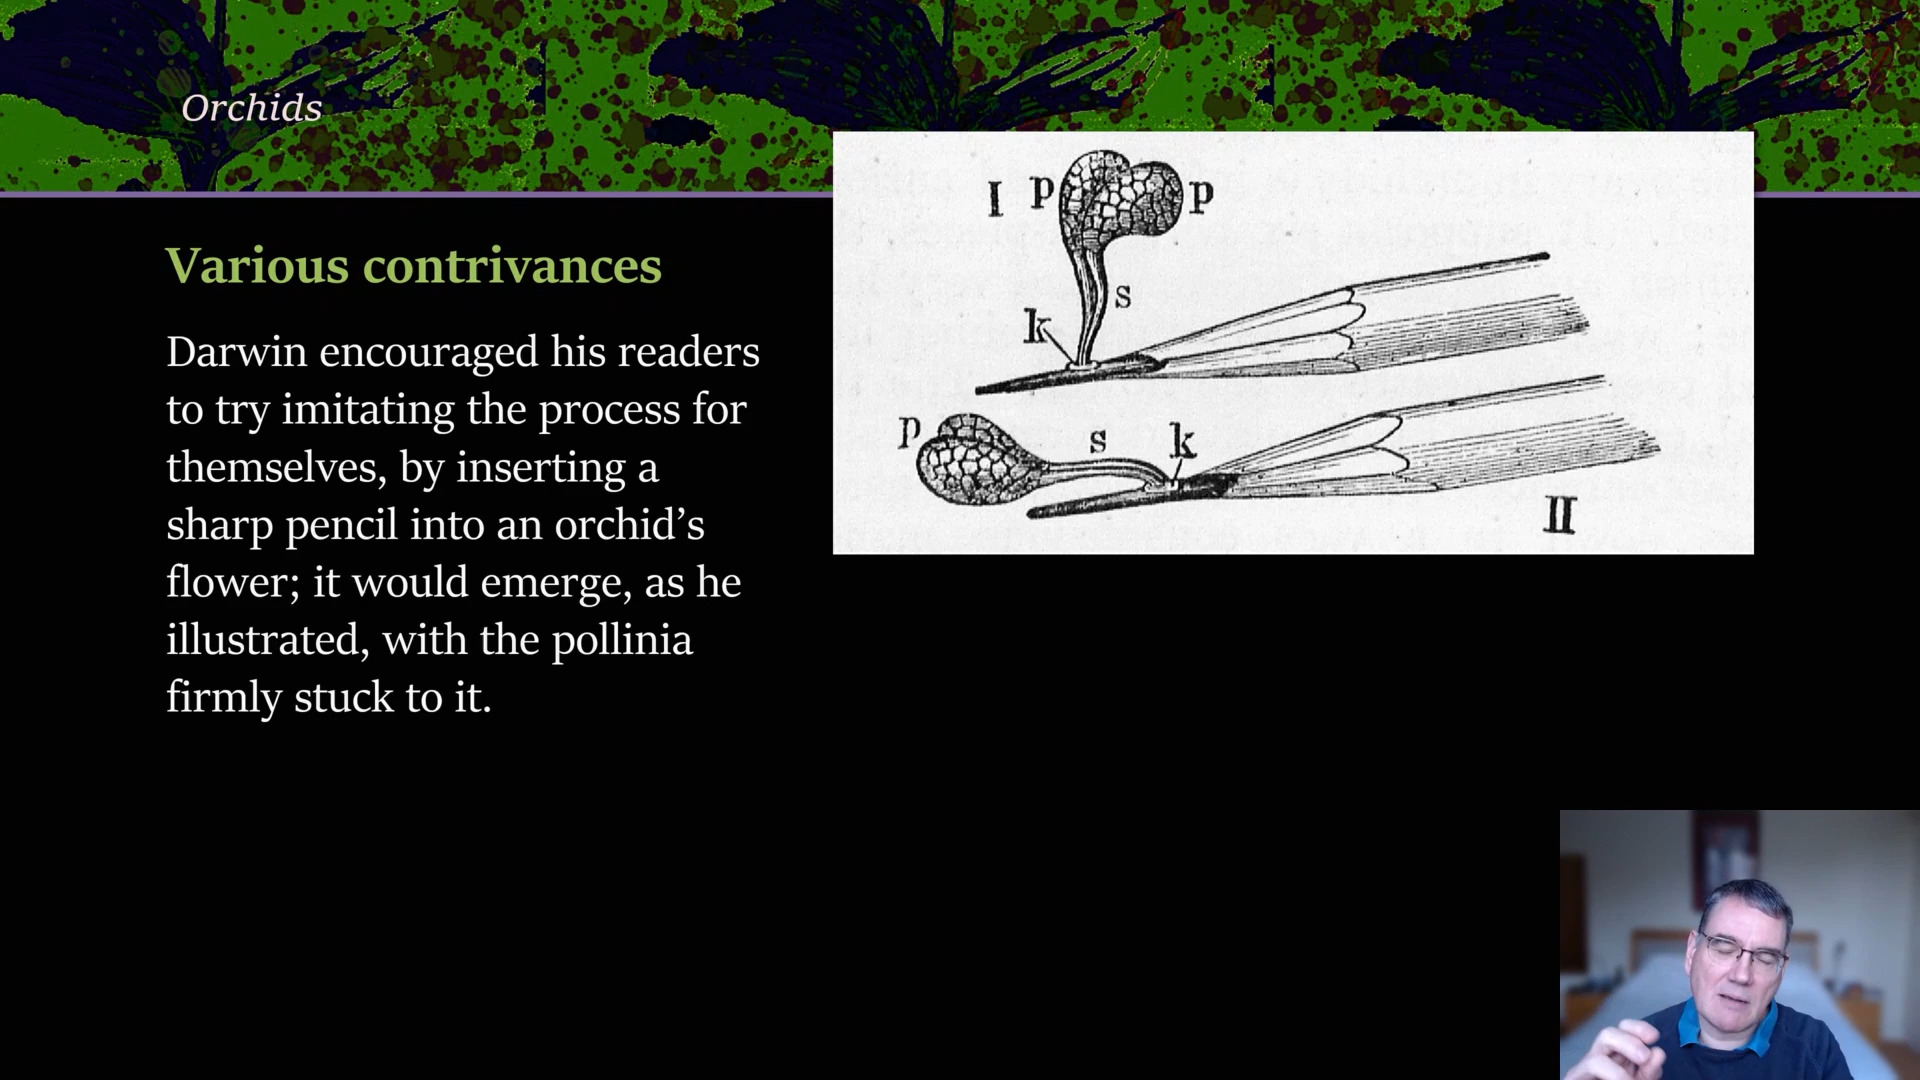 Orchids
Various contrivances
Darwin encouraged his readers
to try imitating the process for
themselves, by inserting a
sharp pencil into an orchid’s
flower; it would emerge, as he
illustrated, with the pollinia
firmly stuck to it.
I p p
s
k
p s k
II